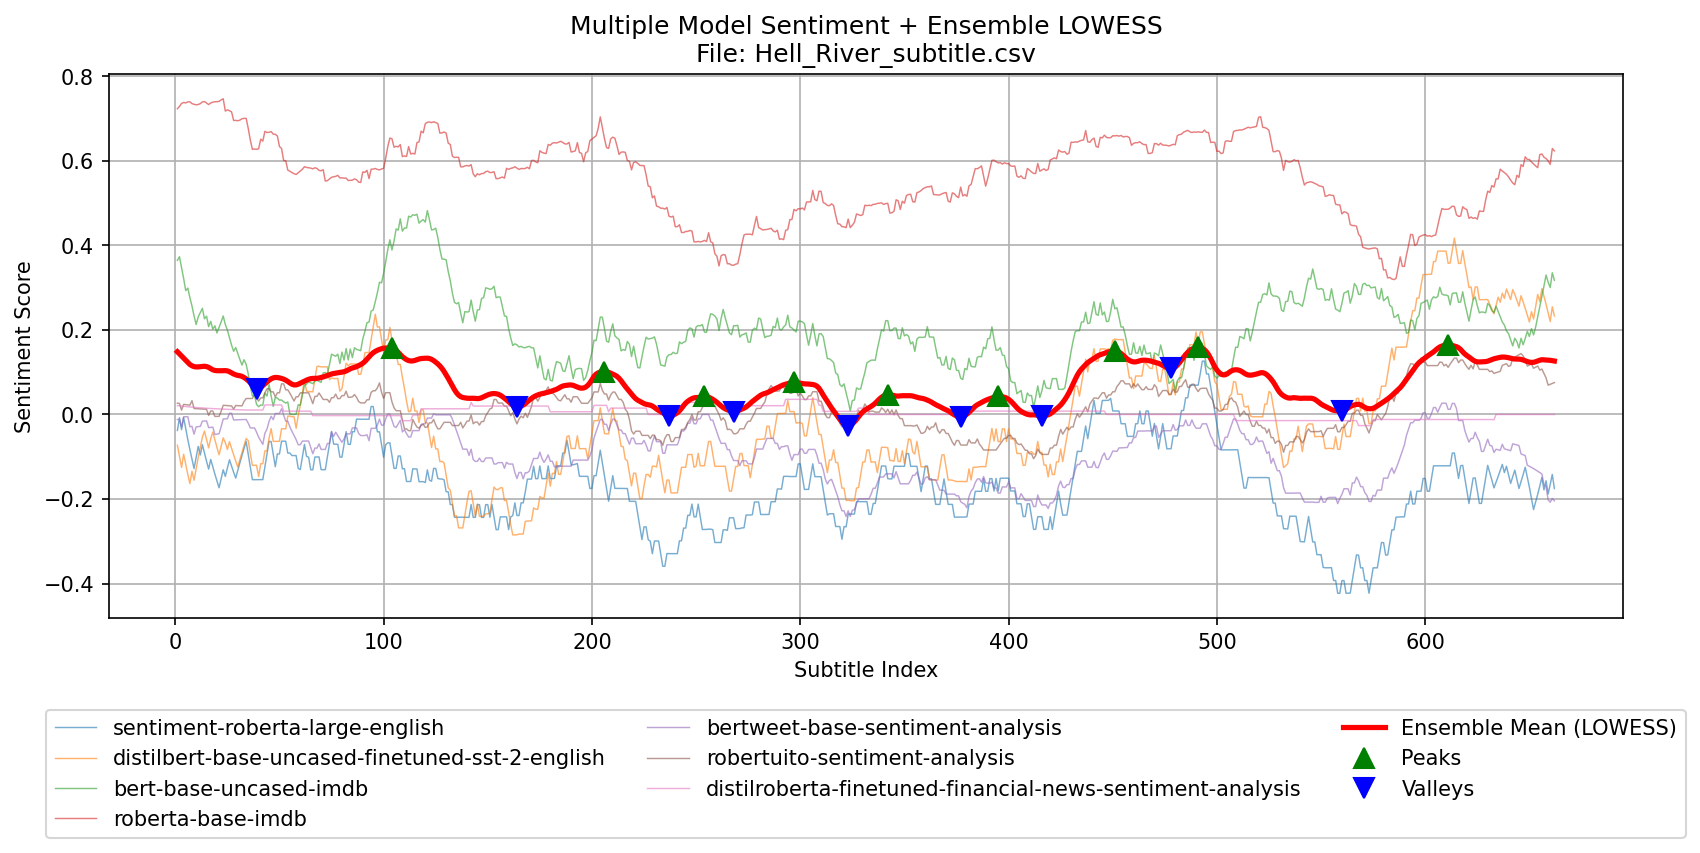 Multiple Model Sentiment + Ensemble LOWESS
File: Hell_River_subtitle.csv
Sentiment Score
0.8
0.6
0.4
0.2
0.0
−0.2
−0.4
0 100 200 300 400 500 600
Subtitle Index
sentiment-roberta-large-english
distilbert-base-uncased-finetuned-sst-2-english
bert-base-uncased-imdb
roberta-base-imdb
bertweet-base-sentiment-analysis
robertuito-sentiment-analysis
distilroberta-finetuned-financial-news-sentiment-analysis
Ensemble Mean (LOWESS)
Peaks
Valleys